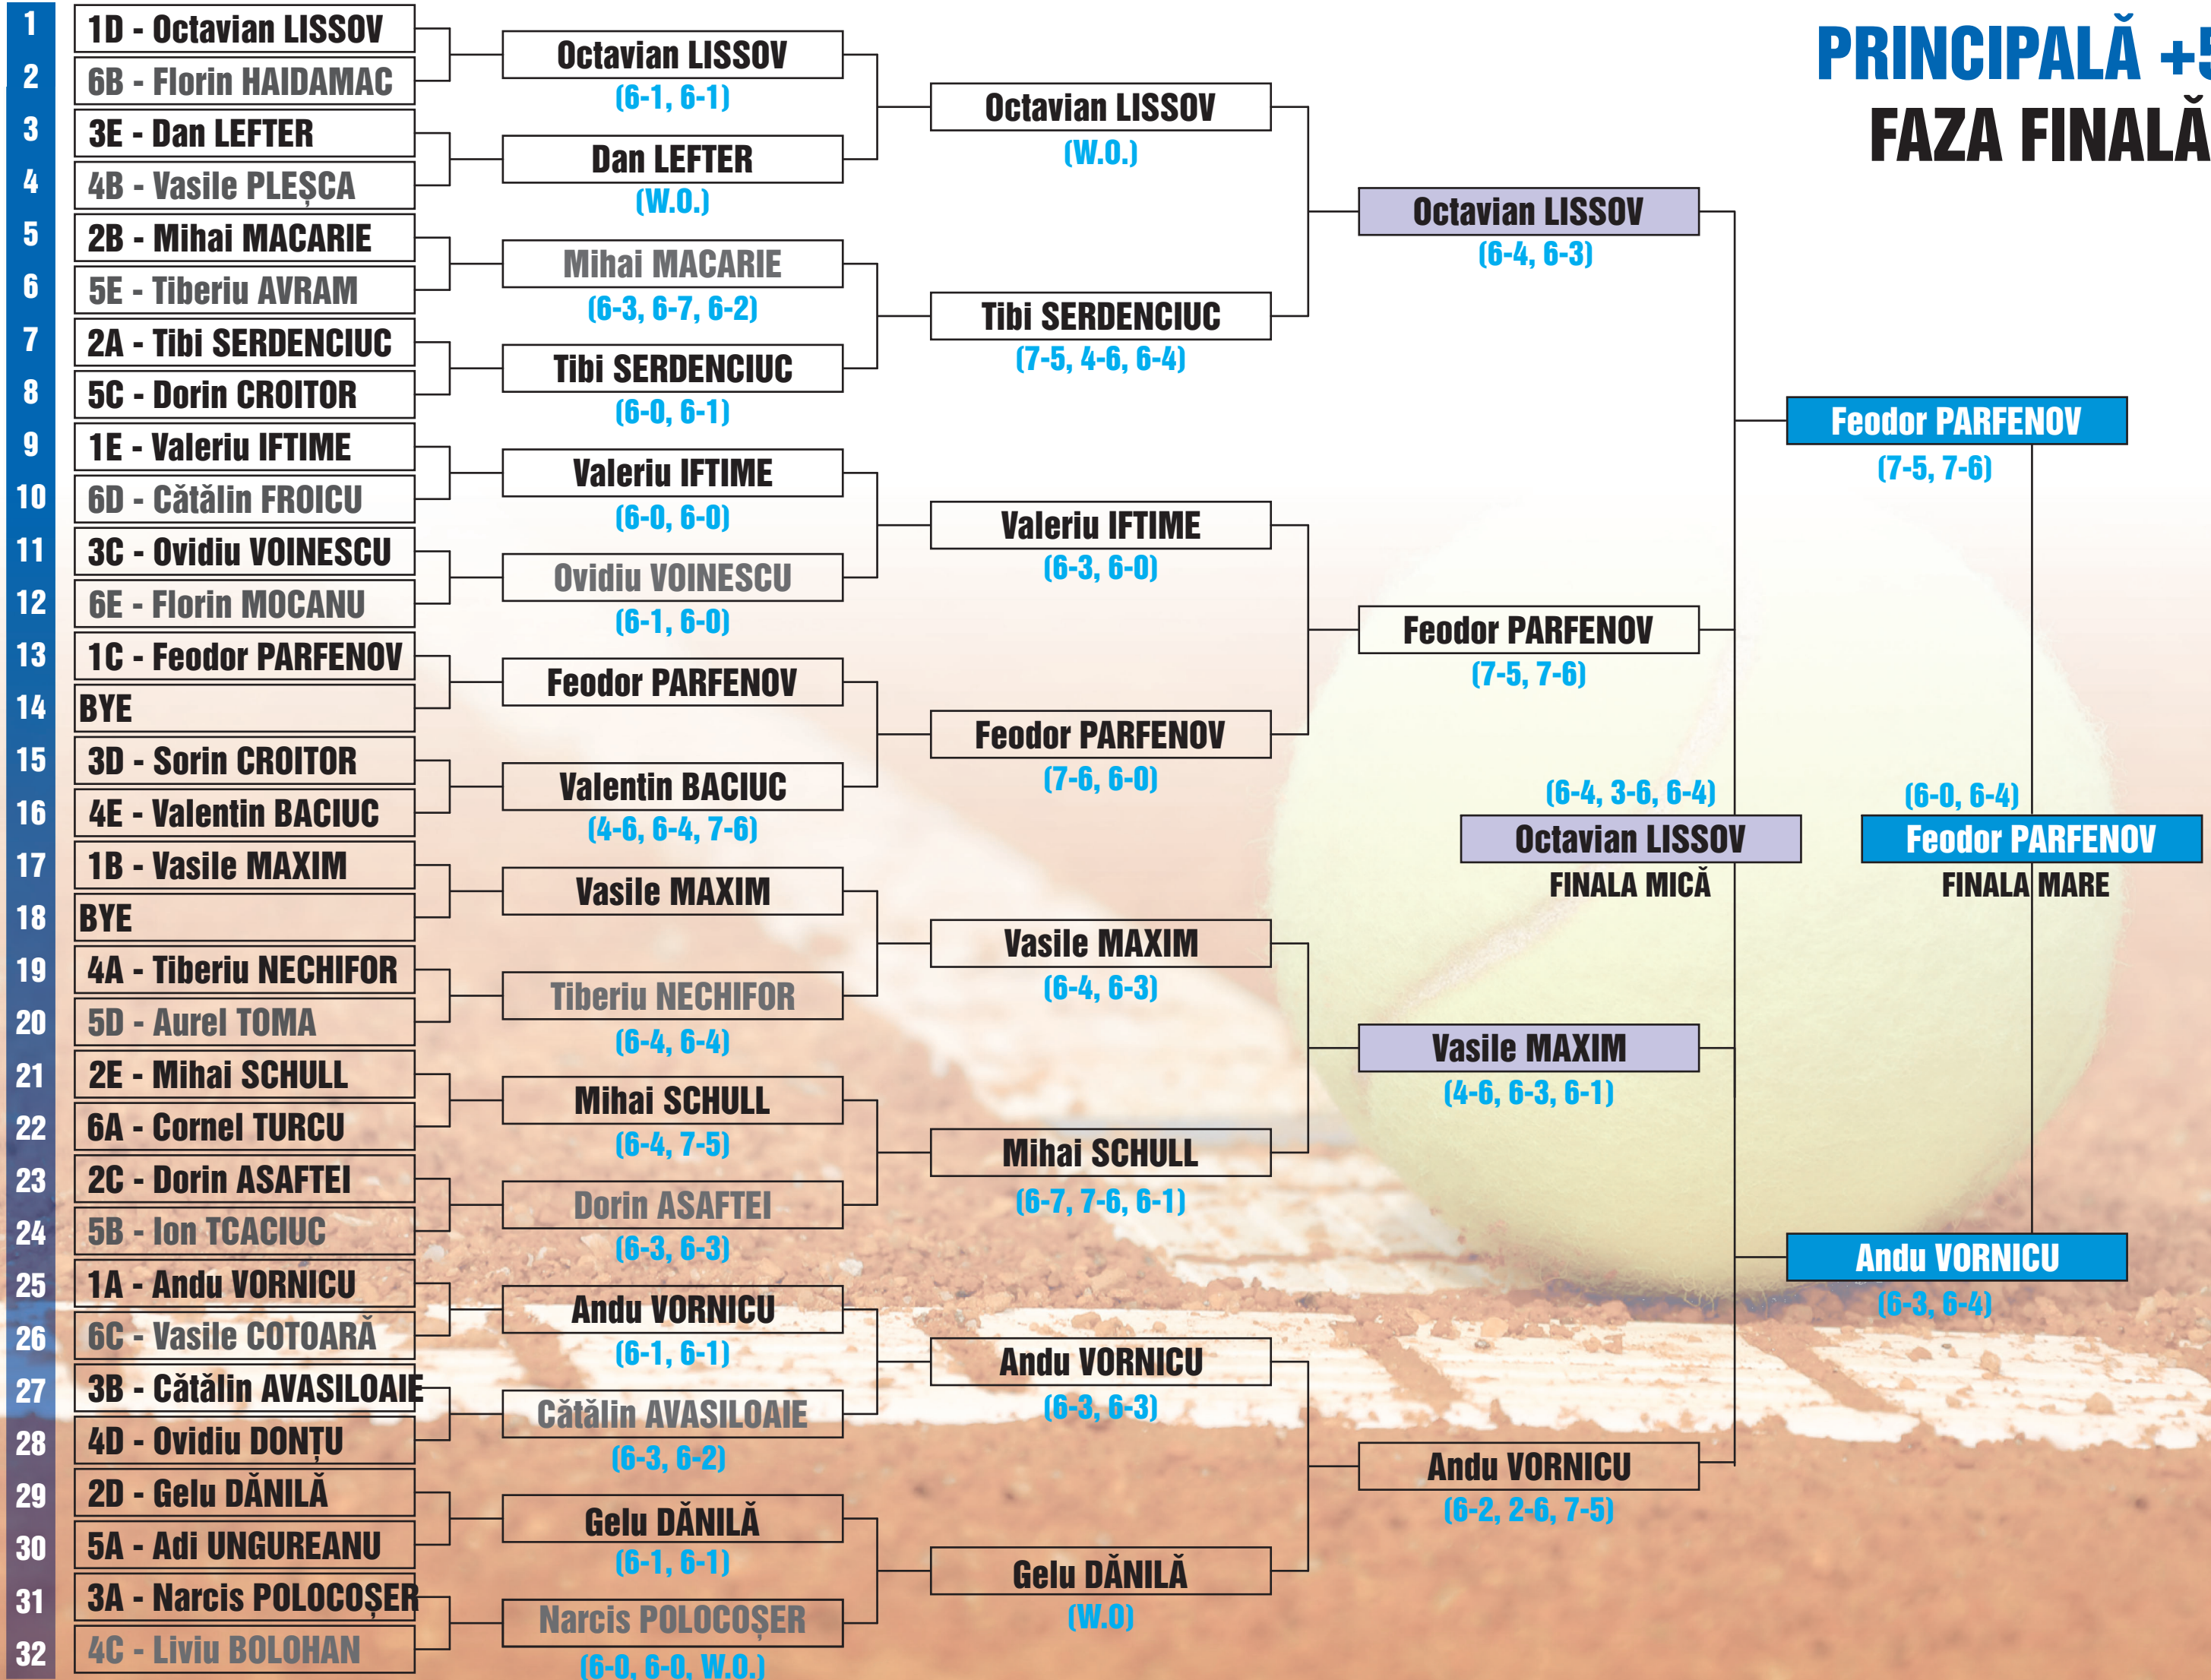 PRINCIPALĂ +5
FAZA FINALĂ
1
1D - Octavian LISSOV
2
6B - Florin HAIDAMAC
3
3E - Dan LEFTER
4
4B - Vasile PLEȘCA
5
2B - Mihai MACARIE
6
5E - Tiberiu AVRAM
7
2A - Tibi SERDENCIUC
8
5C - Dorin CROITOR
9
1E - Valeriu IFTIME
10
6D - Cătălin FROICU
11
3C - Ovidiu VOINESCU
12
6E - Florin MOCANU
13
1C - Feodor PARFENOV
14
BYE
15
3D - Sorin CROITOR
16
4E - Valentin BACIUC
17
1B - Vasile MAXIM
18
BYE
19
4A - Tiberiu NECHIFOR
20
5D - Aurel TOMA
21
2E - Mihai SCHULL
22
6A - Cornel TURCU
23
2C - Dorin ASAFTEI
24
5B - Ion TCACIUC
25
1A - Andu VORNICU
26
6C - Vasile COTOARĂ
27
3B - Cătălin AVASILOAIE
28
4D - Ovidiu DONȚU
29
2D - Gelu DĂNILĂ
30
5A - Adi UNGUREANU
31
3A - Narcis POLOCOȘER
32
4C - Liviu BOLOHAN
Octavian LISSOV
(6-1, 6-1)
Dan LEFTER
(W.O.)
Mihai MACARIE
(6-3, 6-7, 6-2)
Tibi SERDENCIUC
(6-0, 6-1)
Valeriu IFTIME
(6-0, 6-0)
Ovidiu VOINESCU
(6-1, 6-0)
Feodor PARFENOV
Valentin BACIUC
(4-6, 6-4, 7-6)
Vasile MAXIM
Tiberiu NECHIFOR
(6-4, 6-4)
Mihai SCHULL
(6-4, 7-5)
Dorin ASAFTEI
(6-3, 6-3)
Andu VORNICU
(6-1, 6-1)
Cătălin AVASILOAIE
(6-3, 6-2)
Gelu DĂNILĂ
(6-1, 6-1)
Narcis POLOCOȘER
(6-0, 6-0, W.O.)
Octavian LISSOV
(W.O.)
Tibi SERDENCIUC
(7-5, 4-6, 6-4)
Valeriu IFTIME
(6-3, 6-0)
Feodor PARFENOV
(7-6, 6-0)
Vasile MAXIM
(6-4, 6-3)
Mihai SCHULL
(6-7, 7-6, 6-1)
Andu VORNICU
(6-3, 6-3)
Gelu DĂNILĂ
(W.O)
Octavian LISSOV
(6-4, 6-3)
Feodor PARFENOV
(7-5, 7-6)
Vasile MAXIM
(4-6, 6-3, 6-1)
Andu VORNICU
(6-2, 2-6, 7-5)
(6-4, 3-6, 6-4)
Octavian LISSOV
FINALA MICĂ
Feodor PARFENOV
(7-5, 7-6)
(6-0, 6-4)
Feodor PARFENOV
FINALA MARE
Andu VORNICU
(6-3, 6-4)